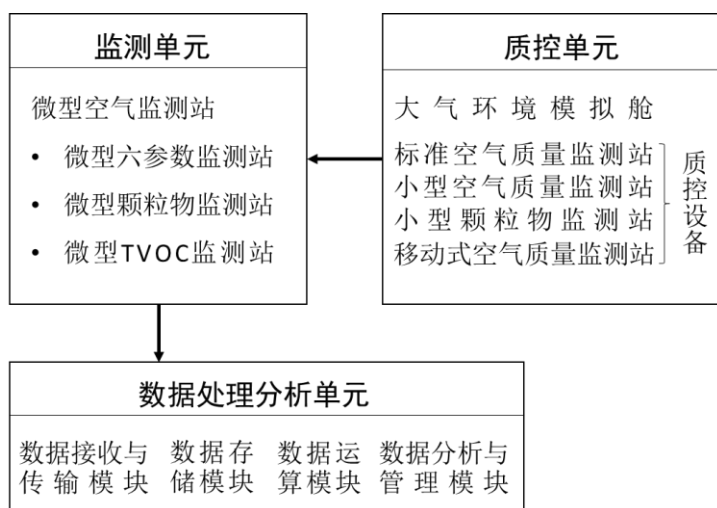 监测单元
微型空气监测站
• 微型六参数监测站
• 微型颗粒物监测站
• 微型TVOC监测站
质控单元
大气环境模拟舱
标准空气质量监测站
小型空气质量监测站
小型颗粒物监测站
移动式空气质量监测站
质控设备
数据处理分析单元
数据接收与
传输模块
数据存
储模块
数据运
算模块
数据分析与
管理模块